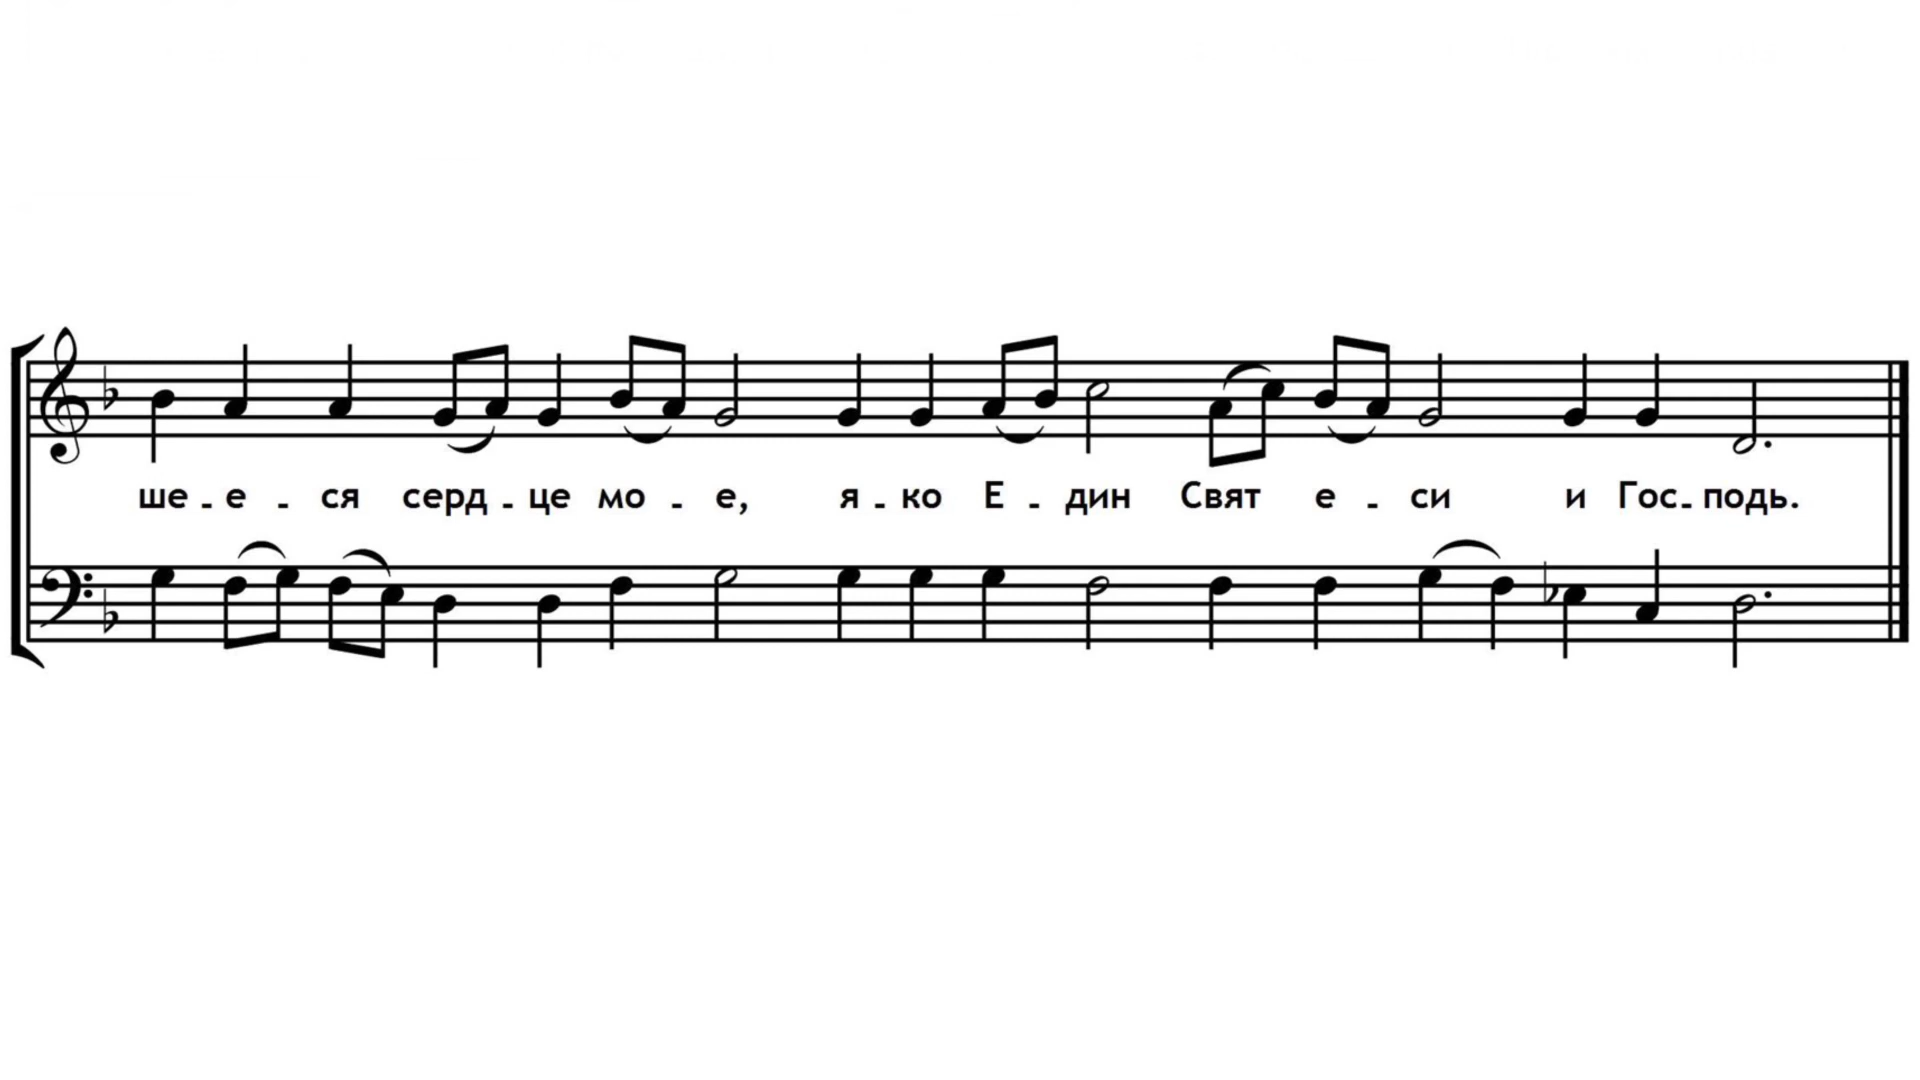 ше - е - ся серд - це мо - е, я - ко Е - дин Свят е - си и Гос - подь.